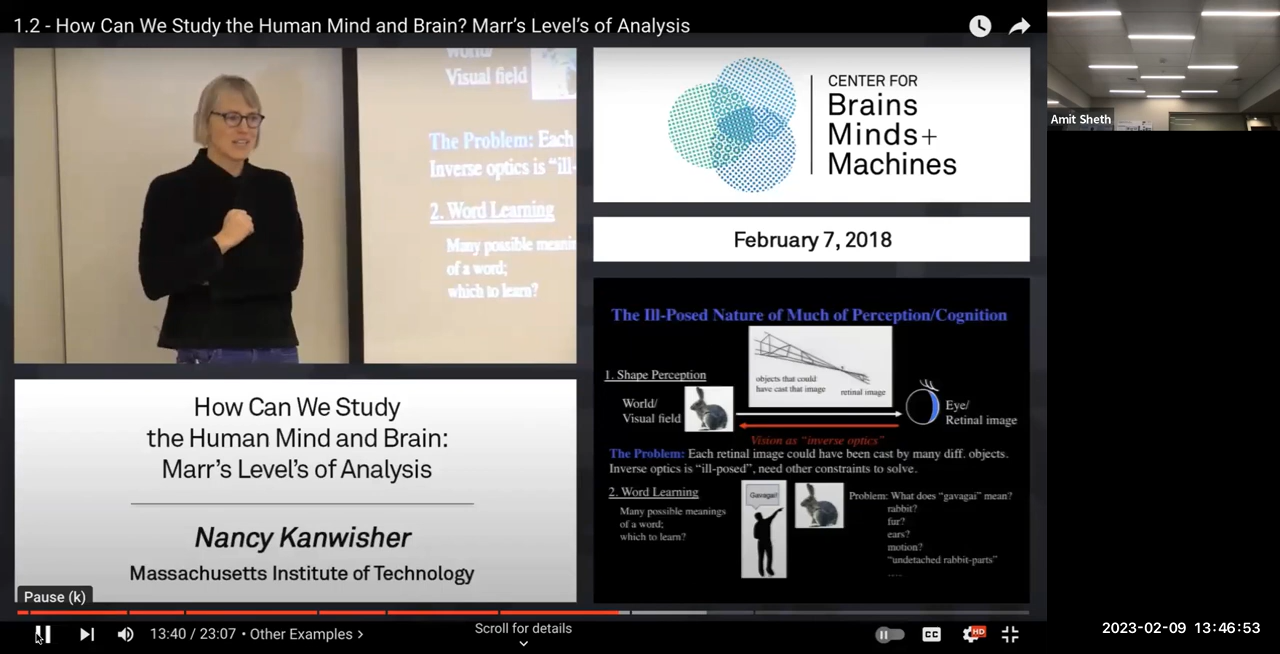 1.2 - How Can We Study the Human Mind and Brain? Marr's Level's of Analysis
Visual field
The Problem: Each
Inverse optics is "ill-
2. Word Learning
Many possible meanin
of a word;
which to learn?
CENTER FOR
Brains
Minds+
Machines
February 7, 2018
The Ill-Posed Nature of Much of Perception/Cognition
objects that could
have cast that image
retinal image
1. Shape Perception
World/
Visual field
Eye/
Retinal image
Vision as "inverse optics"
The Problem: Each retinal image could have been cast by many diff. objects.
Inverse optics is "ill-posed", need other constraints to solve.
2. Word Learning
Many possible meanings
of a word;
which to learn?
Gavagai!
Problem: What does "gavagai" mean?
rabbit?
fur?
ears?
motion?
"undetached rabbit-parts"
....
How Can We Study
the Human Mind and Brain:
Marr's Level's of Analysis
Nancy Kanwisher
Massachusetts Institute of Technology
Pause (k)
13:40 / 23:07 • Other Examples >
Scroll for details
CC
HD
Amit Sheth
2023-02-09 13:46:53